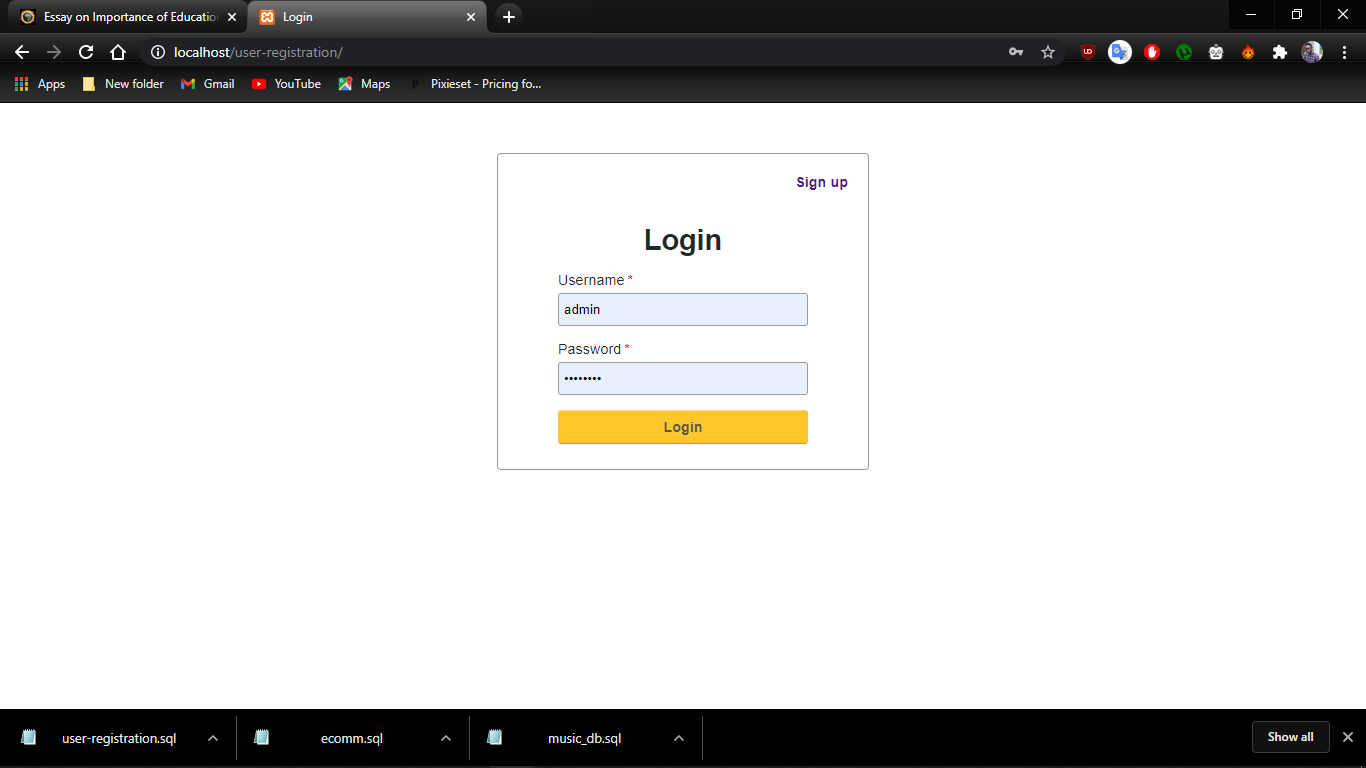 Essay on Importance of Educatio
Login
localhost/user-registration/
Apps
New folder
Gmail
YouTube
Maps
Pixieset - Pricing fo...
Sign up
Login
Username *
admin
Password *
••••••••
Login
user-registration.sql
ecomm.sql
music_db.sql
Show all